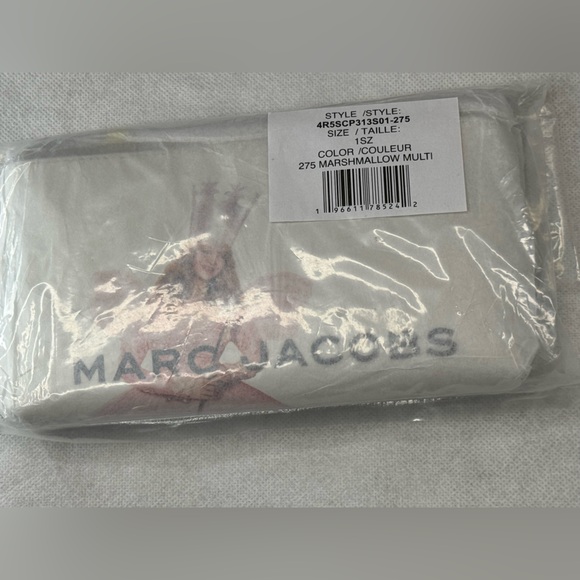 STYLE /STYLE:
4R5SCP313S01-275
SIZE / TAILLE:
1SZ
COLOR /COULEUR
275 MARSHMALLOW MULTI
1 96611 78524 2
MARC JACOBS